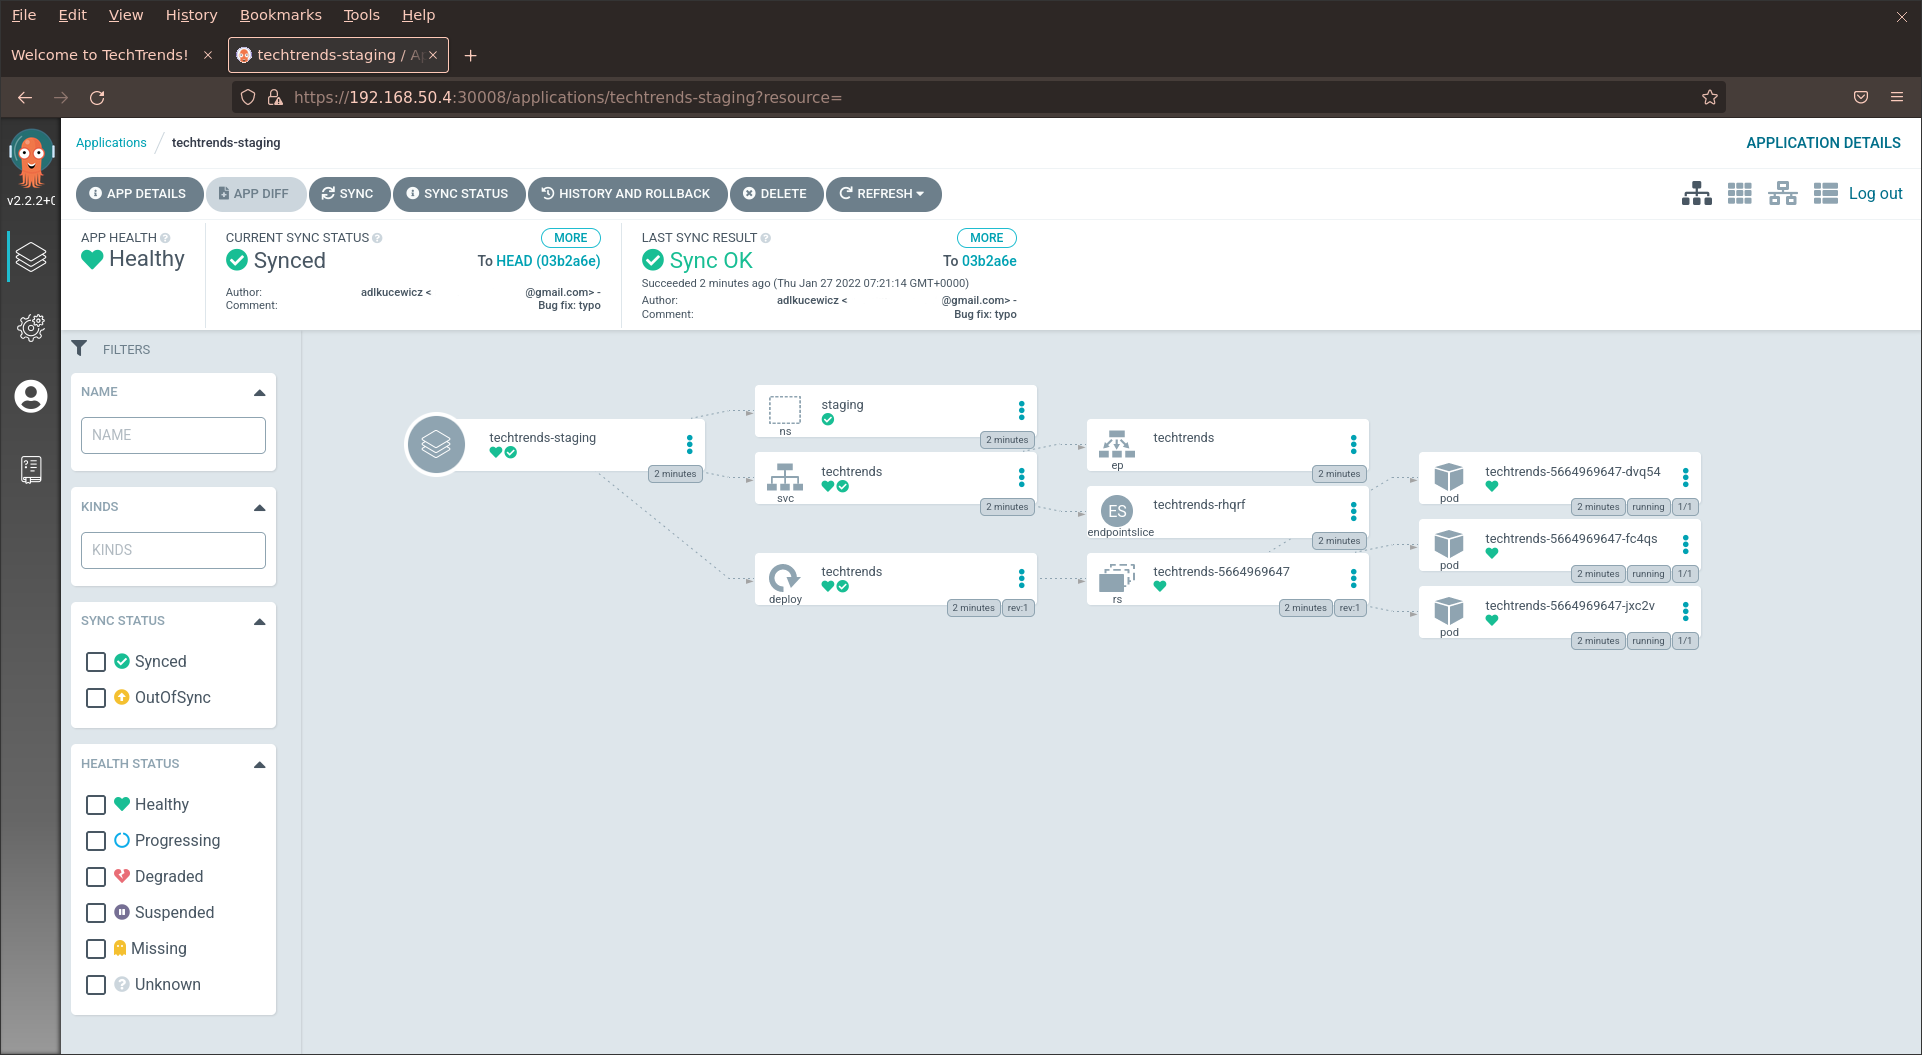 File Edit View History Bookmarks Tools Help
Welcome to TechTrends!
techtrends-staging /
https://192.168.50.4:30008/applications/techtrends-staging?resource=
Applications / techtrends-staging
APPLICATION DETAILS
v2.2.2+
APP DETAILS
APP DIFF
SYNC
SYNC STATUS
HISTORY AND ROLLBACK
DELETE
REFRESH
Log out
APP HEALTH
Healthy
CURRENT SYNC STATUS
MORE
Synced
To HEAD (03b2a6e)
Author: adlkucewicz < @gmail.com> -
Comment: Bug fix: typo
LAST SYNC RESULT
MORE
Sync OK
To 03b2a6e
Succeeded 2 minutes ago (Thu Jan 27 2022 07:21:14 GMT+0000)
Author: adlkucewicz < @gmail.com> -
Comment: Bug fix: typo
FILTERS
NAME
NAME
KINDS
KINDS
SYNC STATUS
Synced
OutOfSync
HEALTH STATUS
Healthy
Progressing
Degraded
Suspended
Missing
Unknown
techtrends-staging
2 minutes
staging
ns
2 minutes
techtrends
svc
2 minutes
techtrends
deploy
2 minutes rev:1
techtrends
ep
2 minutes
ES
techtrends-rhqrf
endpointslice
2 minutes
techtrends-5664969647
rs
2 minutes rev:1
techtrends-5664969647-dvq54
pod
2 minutes running 1/1
techtrends-5664969647-fc4qs
pod
2 minutes running 1/1
techtrends-5664969647-jxc2v
pod
2 minutes running 1/1